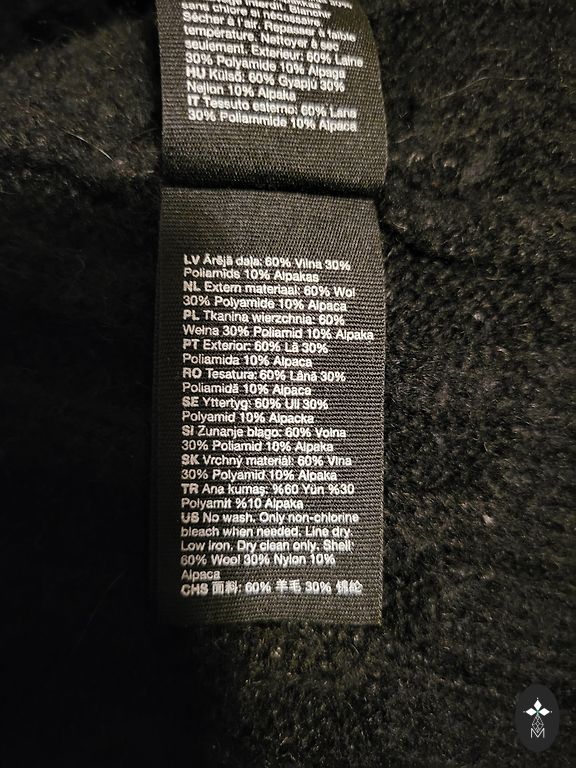 sans chlore si nécessaire.
Sécher à l'air. Repasser à faible
température. Nettoyer à sec
seulement. Exterieur: 60% Laine
30% Polyamide 10% Alpaga
HU Külső: 60% Gyapjú 30%
Nejlon 10% Alpaka
IT Tessuto esterno: 60% Lana
30% Poliammide 10% Alpaca
LV Ārējā daļa: 60% Vilna 30%
Poliamīds 10% Alpakas
NL Extern materiaal: 60% Wol
30% Polyamide 10% Alpaca
PL Tkanina wierzchnia: 60%
Wełna 30% Poliamid 10% Alpaka
PT Exterior: 60% Lã 30%
Poliamida 10% Alpaca
RO Tesatura: 60% Lână 30%
Poliamidă 10% Alpaca
SE Yttertyg: 60% Ull 30%
Polyamid 10% Alpacka
SI Zunanje blago: 60% Volna
30% Poliamid 10% Alpaka
SK Vrchný materiál: 60% Vlna
30% Polyamid 10% Alpaka
TR Ana kumaş: %60 Yün %30
Polyamit %10 Alpaka
US No wash. Only non-chlorine
bleach when needed. Line dry.
Low iron. Dry clean only. Shell:
60% Wool 30% Nylon 10%
Alpaca
CHS 面料: 60% 羊毛 30% 锦纶